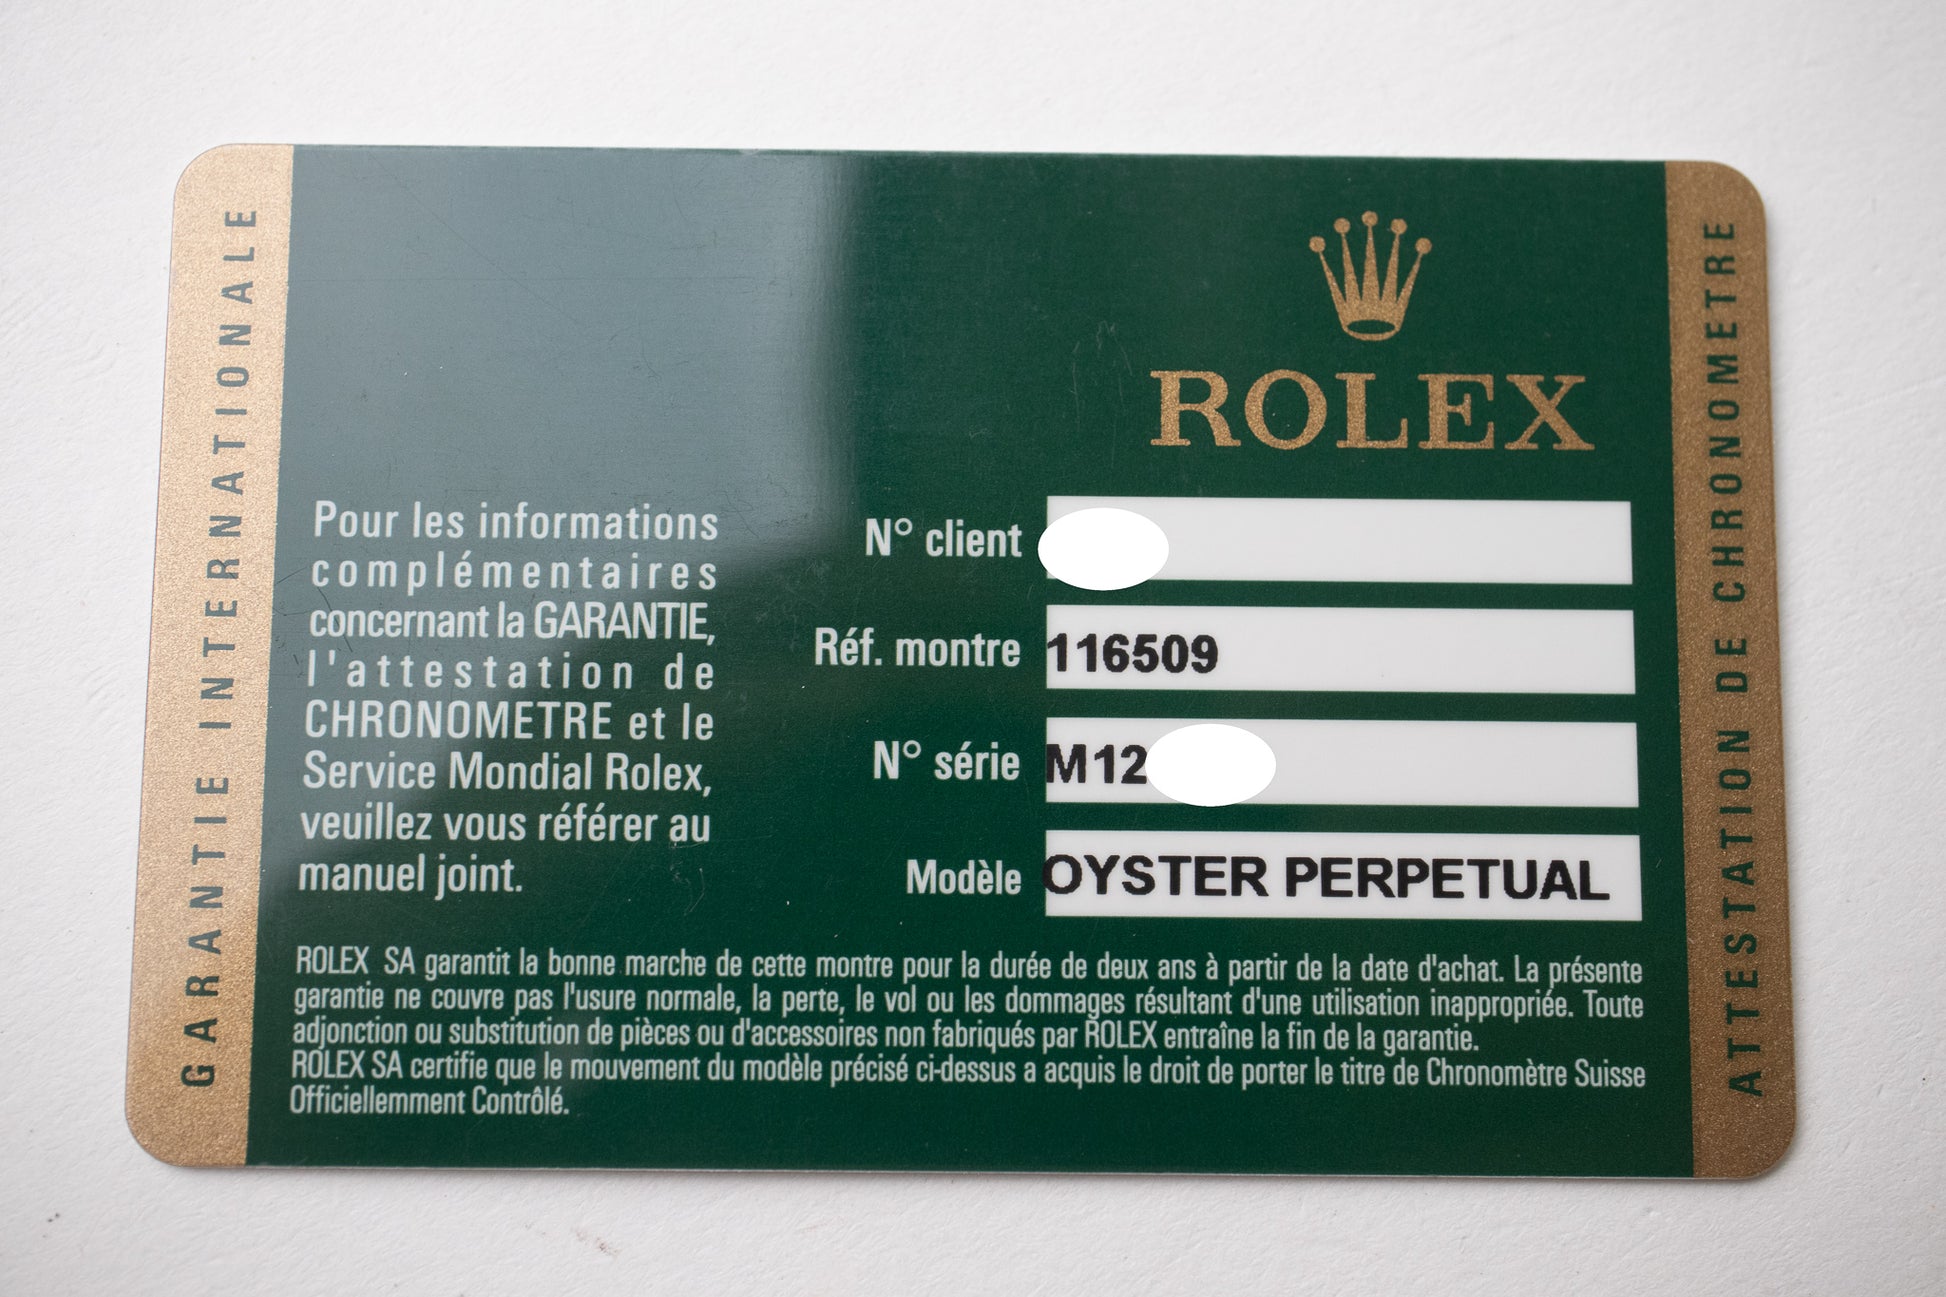 GARANTIE INTERNATIONALE
ROLEX
Pour les informations
complémentaires
concernant la GARANTIE,
l'attestation de
CHRONOMETRE et le
Service Mondial Rolex,
veuillez vous référer au
manuel joint.
N° client
Réf. montre 116509
N° série M12
Modèle OYSTER PERPETUAL
ROLEX SA garantit la bonne marche de cette montre pour la durée de deux ans à partir de la date d'achat. La présente
garantie ne couvre pas l'usure normale, la perte, le vol ou les dommages résultant d'une utilisation inappropriée. Toute
adjonction ou substitution de pièces ou d'accessoires non fabriqués par ROLEX entraîne la fin de la garantie.
ROLEX SA certifie que le mouvement du modèle précisé ci-dessus a acquis le droit de porter le titre de Chronomètre Suisse
Officiellemment Contrôlé.
ATTESTATION DE CHRONOMETRE